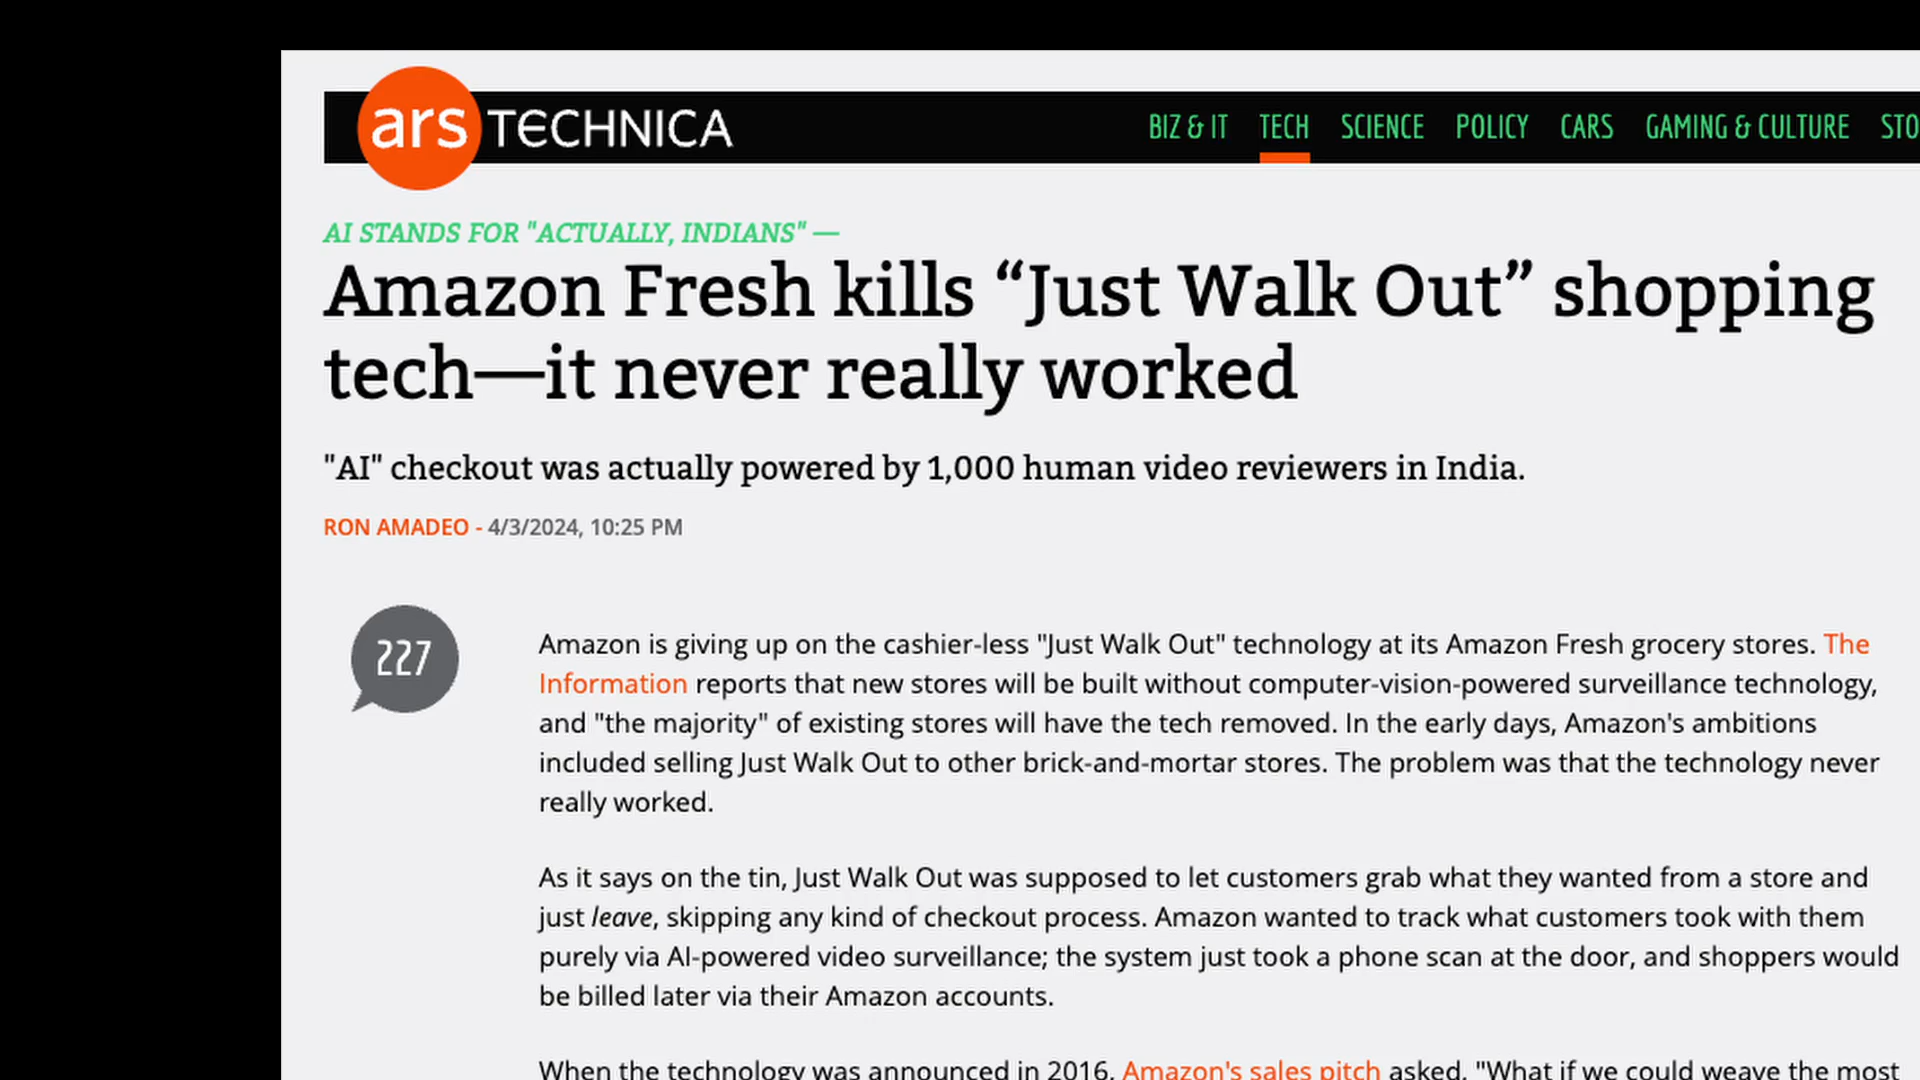 ars TECHNICA
BIZ & IT TECH SCIENCE POLICY CARS GAMING & CULTURE STO
AI STANDS FOR "ACTUALLY, INDIANS" —
Amazon Fresh kills “Just Walk Out” shopping
tech—it never really worked
"AI" checkout was actually powered by 1,000 human video reviewers in India.
RON AMADEO - 4/3/2024, 10:25 PM
227
Amazon is giving up on the cashier-less "Just Walk Out" technology at its Amazon Fresh grocery stores. The
Information reports that new stores will be built without computer-vision-powered surveillance technology,
and "the majority" of existing stores will have the tech removed. In the early days, Amazon's ambitions
included selling Just Walk Out to other brick-and-mortar stores. The problem was that the technology never
really worked.
As it says on the tin, Just Walk Out was supposed to let customers grab what they wanted from a store and
just leave, skipping any kind of checkout process. Amazon wanted to track what customers took with them
purely via AI-powered video surveillance; the system just took a phone scan at the door, and shoppers would
be billed later via their Amazon accounts.
When the technology was announced in 2016, Amazon's sales pitch asked, "What if we could weave the most